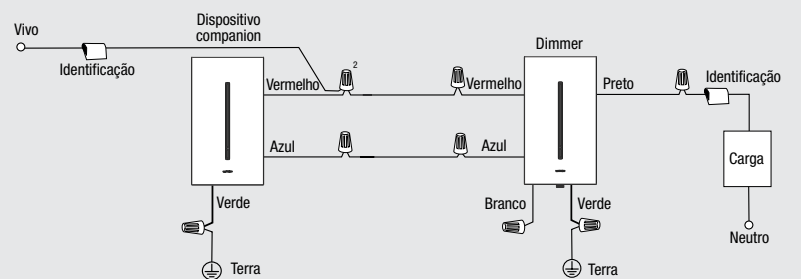 Vivo
Dispositivo
companion
Dimmer
Identificação
2
Vermelho
Vermelho
Preto
Identificação
Azul
Azul
Carga
Verde
Branco
Verde
Neutro
Terra
Terra